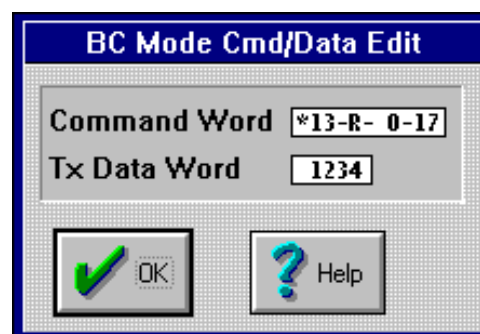 BC Mode Cmd/Data Edit
Command Word *13-R- 0-17
Tx Data Word 1234
OK Help